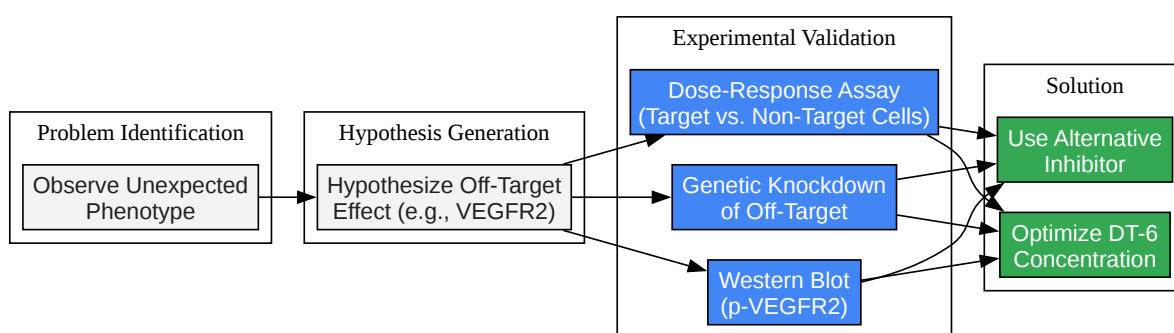 Problem Identification
Observe Unexpected
Phenotype
Hypothesis Generation
Hypothesize Off-Target
Effect (e.g., VEGFR2)
Experimental Validation
Dose-Response Assay
(Target vs. Non-Target Cells)
Genetic Knockdown
of Off-Target
Western Blot
(p-VEGFR2)
Solution
Use Alternative
Inhibitor
Optimize DT-6
Concentration